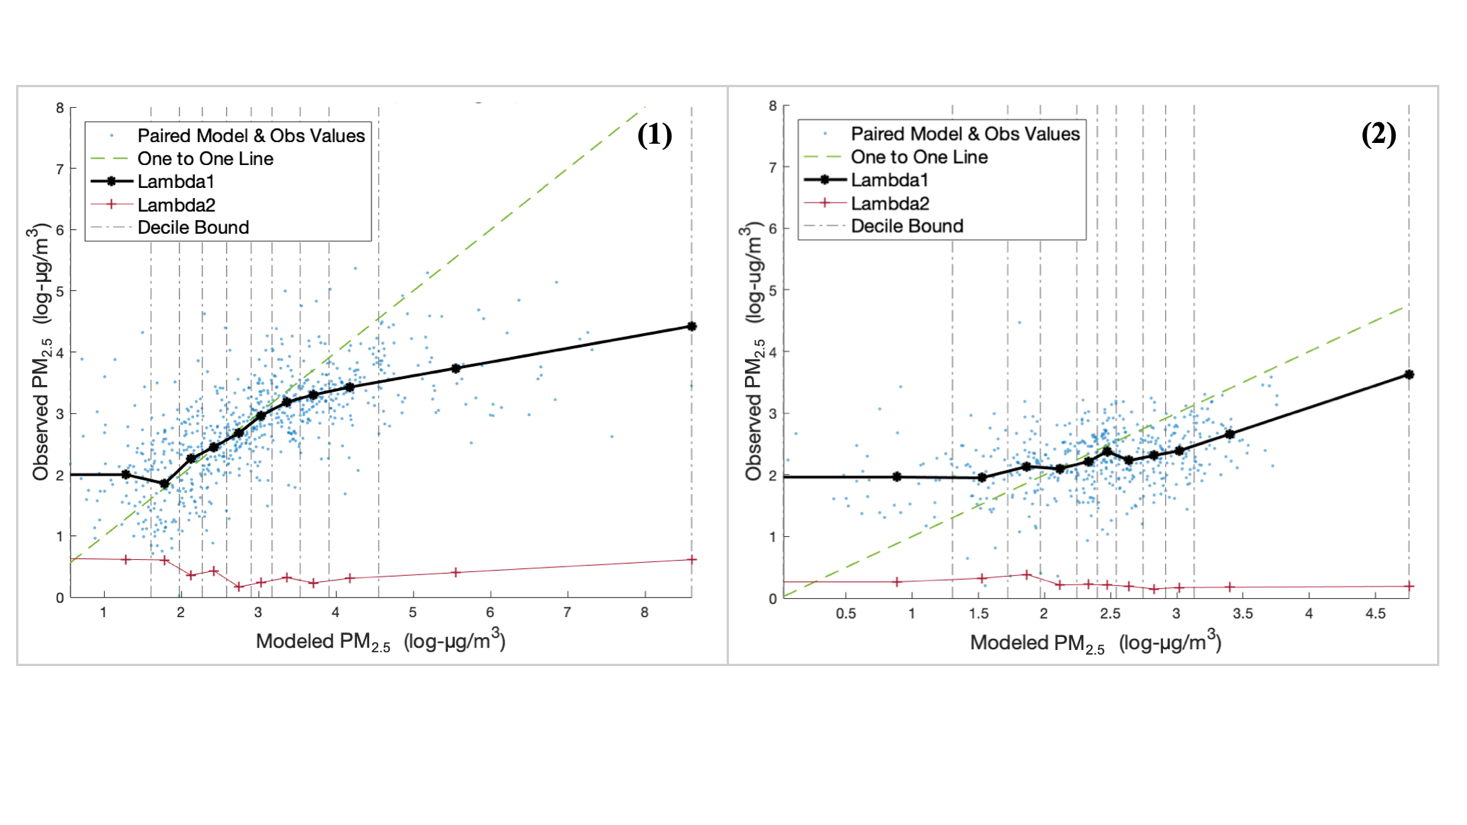 (1)
Paired Model & Obs Values
One to One Line
Lambda1
Lambda2
Decile Bound
8
7
6
5
4
3
2
1
0
Observed PM2.5 (log-µg/m3)
1 2 3 4 5 6 7 8
Modeled PM2.5 (log-µg/m3)
(2)
Paired Model & Obs Values
One to One Line
Lambda1
Lambda2
Decile Bound
8
7
6
5
4
3
2
1
0
Observed PM2.5 (log-ug/m3)
0.5 1 1.5 2 2.5 3 3.5 4 4.5
Modeled PM2.5 (log-µg/m3)